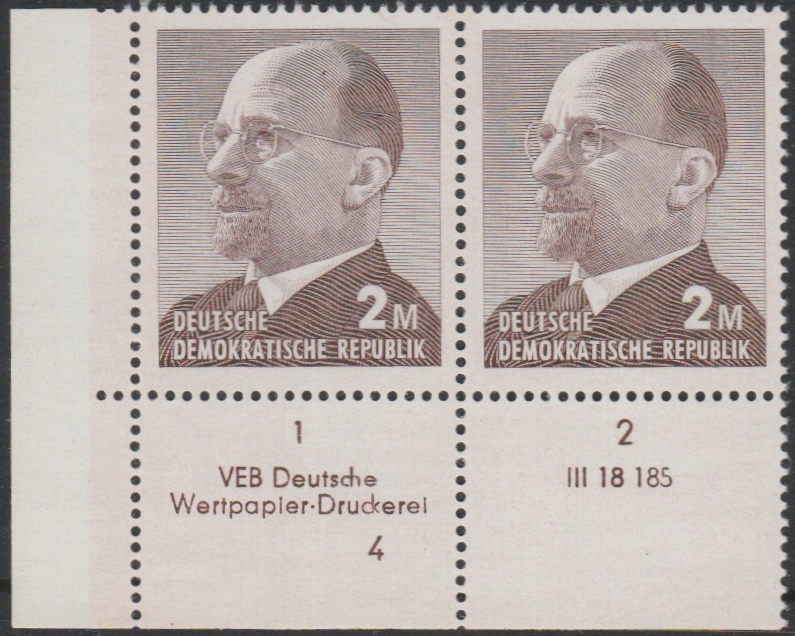 2 M
DEUTSCHE
DEMOKRATISCHE REPUBLIK
2 M
DEUTSCHE
DEMOKRATISCHE REPUBLIK
1
VEB Deutsche
Wertpapier-Druckerei
4
2
III 18 185